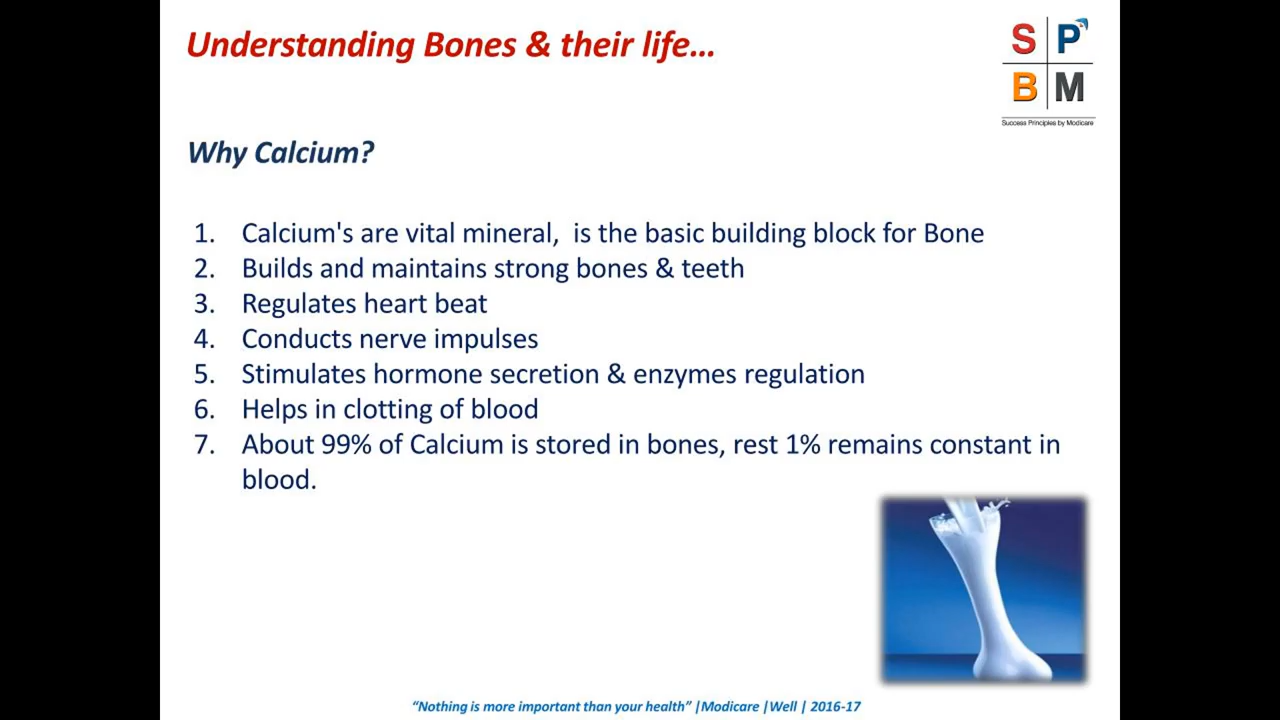 Understanding Bones & their life...
S P
B M
Success Principles by Modicare
Why Calcium?
1. Calcium's are vital mineral,  is the basic building block for Bone
2. Builds and maintains strong bones & teeth
3. Regulates heart beat
4. Conducts nerve impulses
5. Stimulates hormone secretion & enzymes regulation
6. Helps in clotting of blood
7. About 99% of Calcium is stored in bones, rest 1% remains constant in
blood.
“Nothing is more important than your health” |Modicare |Well | 2016-17